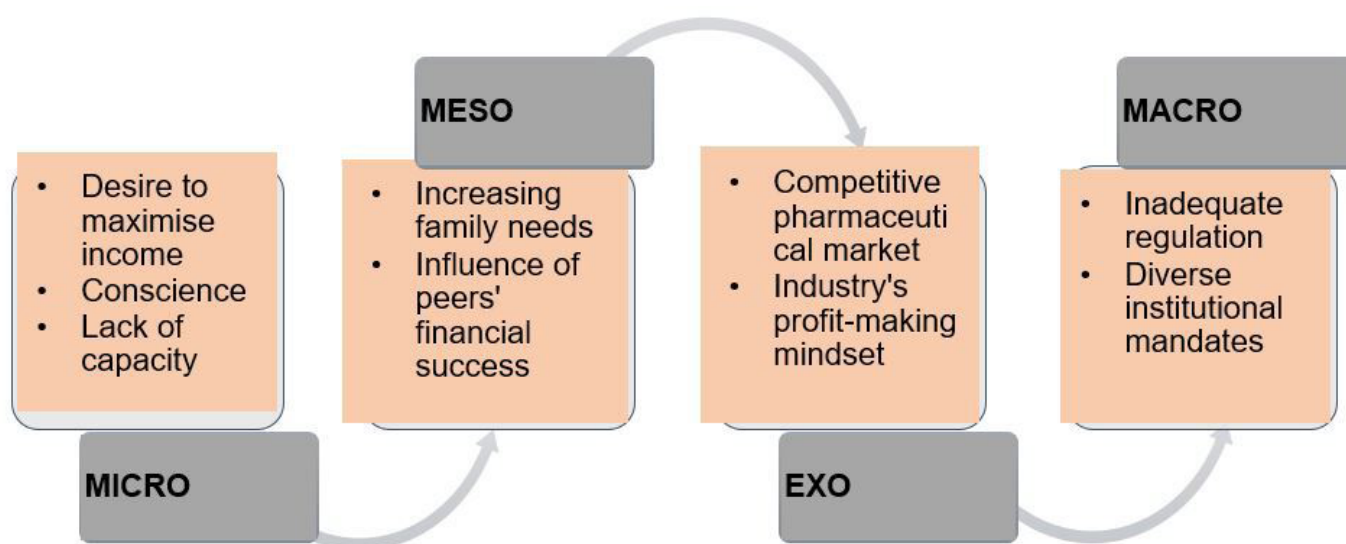 • Desire to
maximise
income
• Conscience
• Lack of
capacity
MICRO
MESO
• Increasing
family needs
• Influence of
peers'
financial
success
• Competitive
pharmaceuti
cal market
• Industry's
profit-making
mindset
EXO
MACRO
• Inadequate
regulation
• Diverse
institutional
mandates